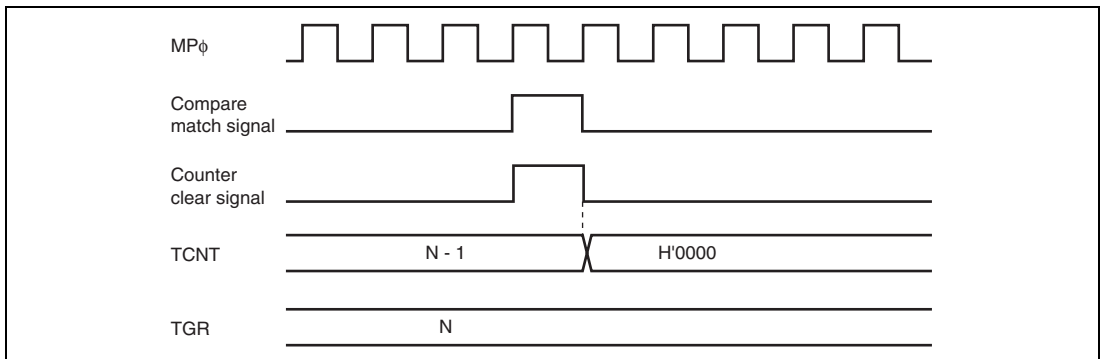 MPφ
Compare
match signal
Counter
clear signal
TCNT
N - 1
H'0000
TGR
N